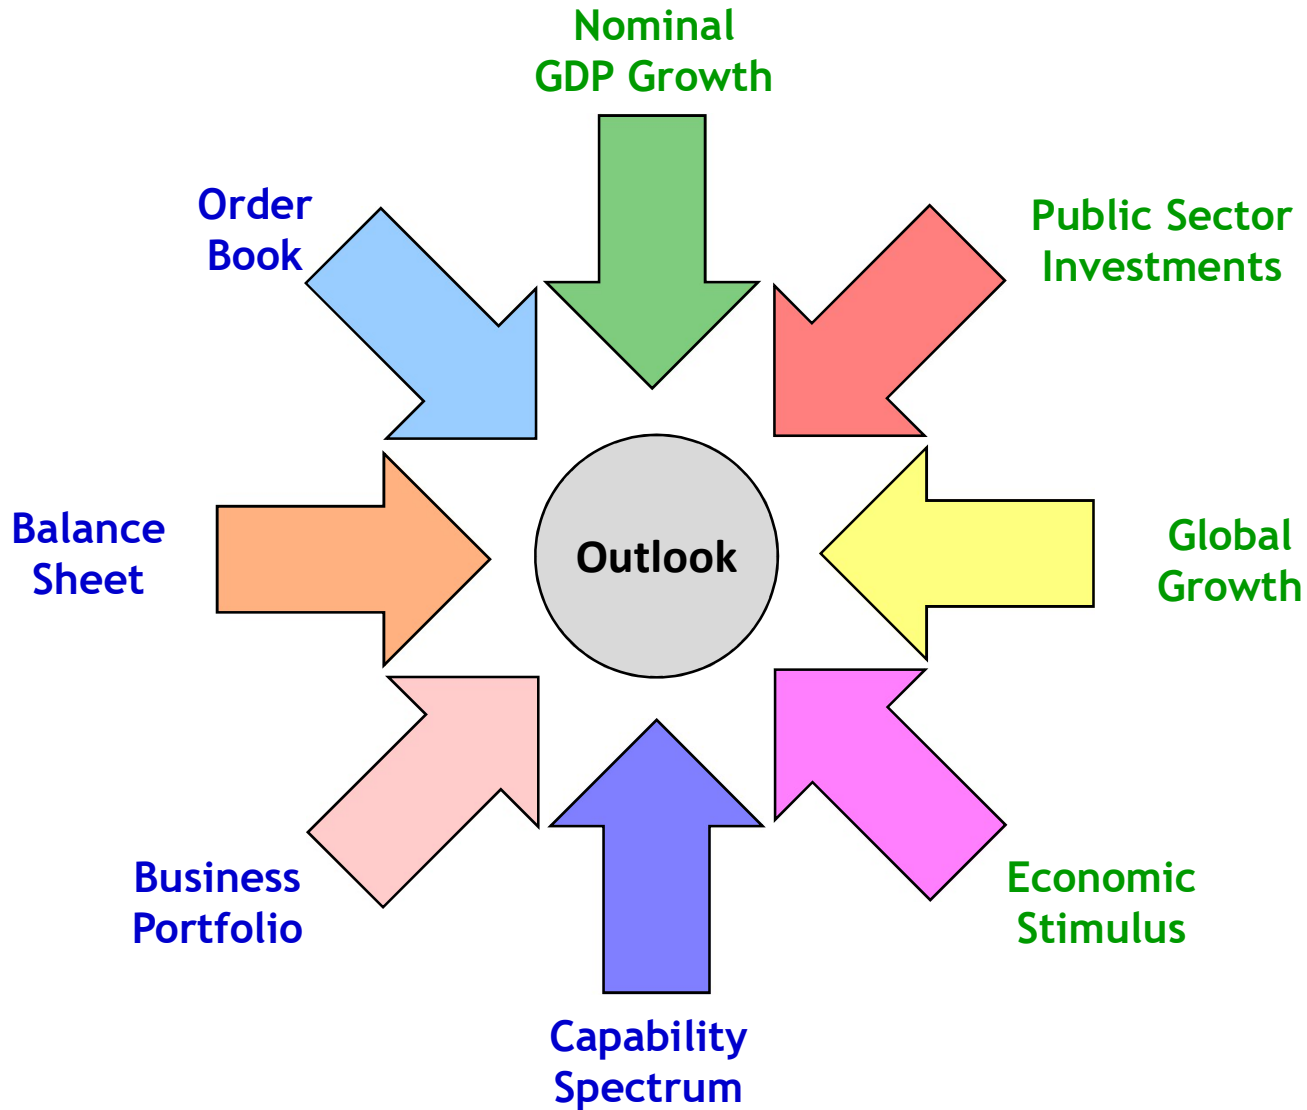 Nominal
GDP Growth
Order
Book
Public Sector
Investments
Balance
Sheet
Outlook
Global
Growth
Business
Portfolio
Economic
Stimulus
Capability
Spectrum